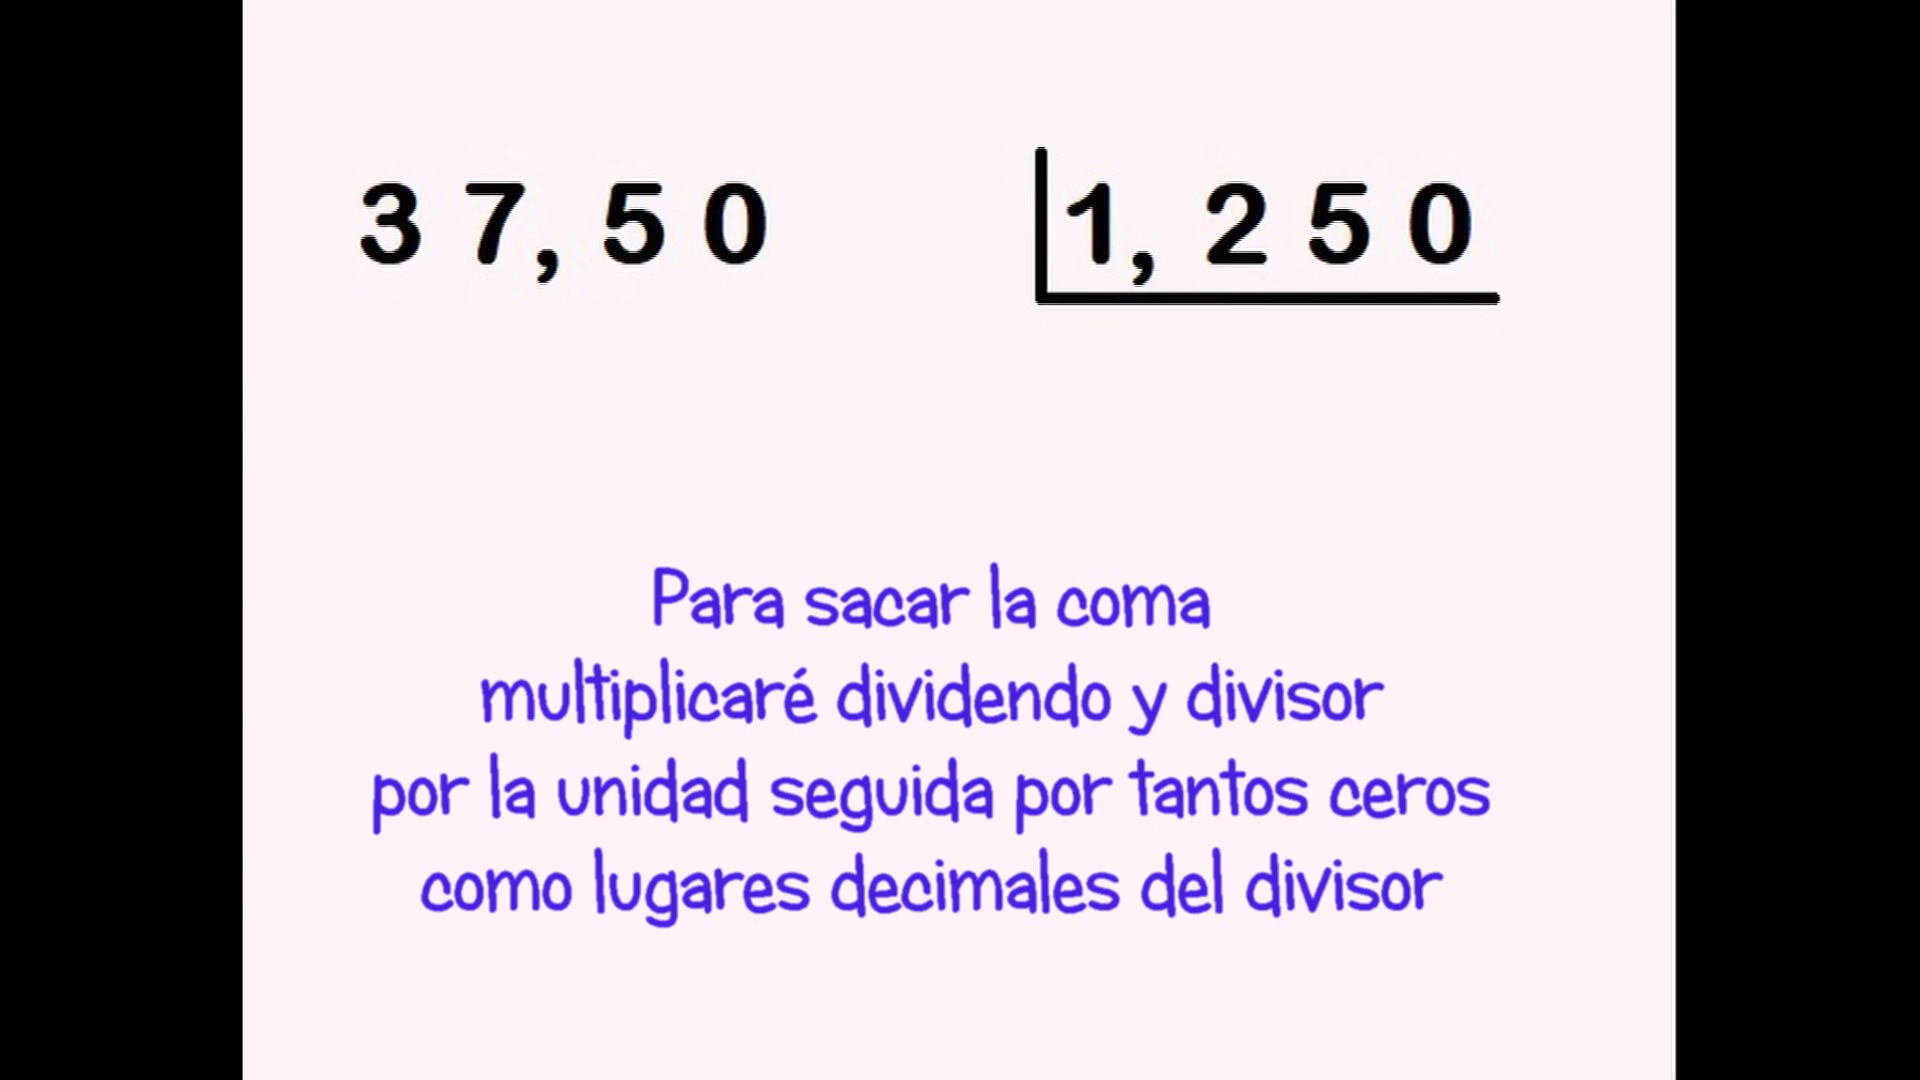 3 7, 5 0 1, 2 5 0
Para sacar la coma
multiplicaré dividendo y divisor
por la unidad seguida por tantos ceros
como lugares decimales del divisor